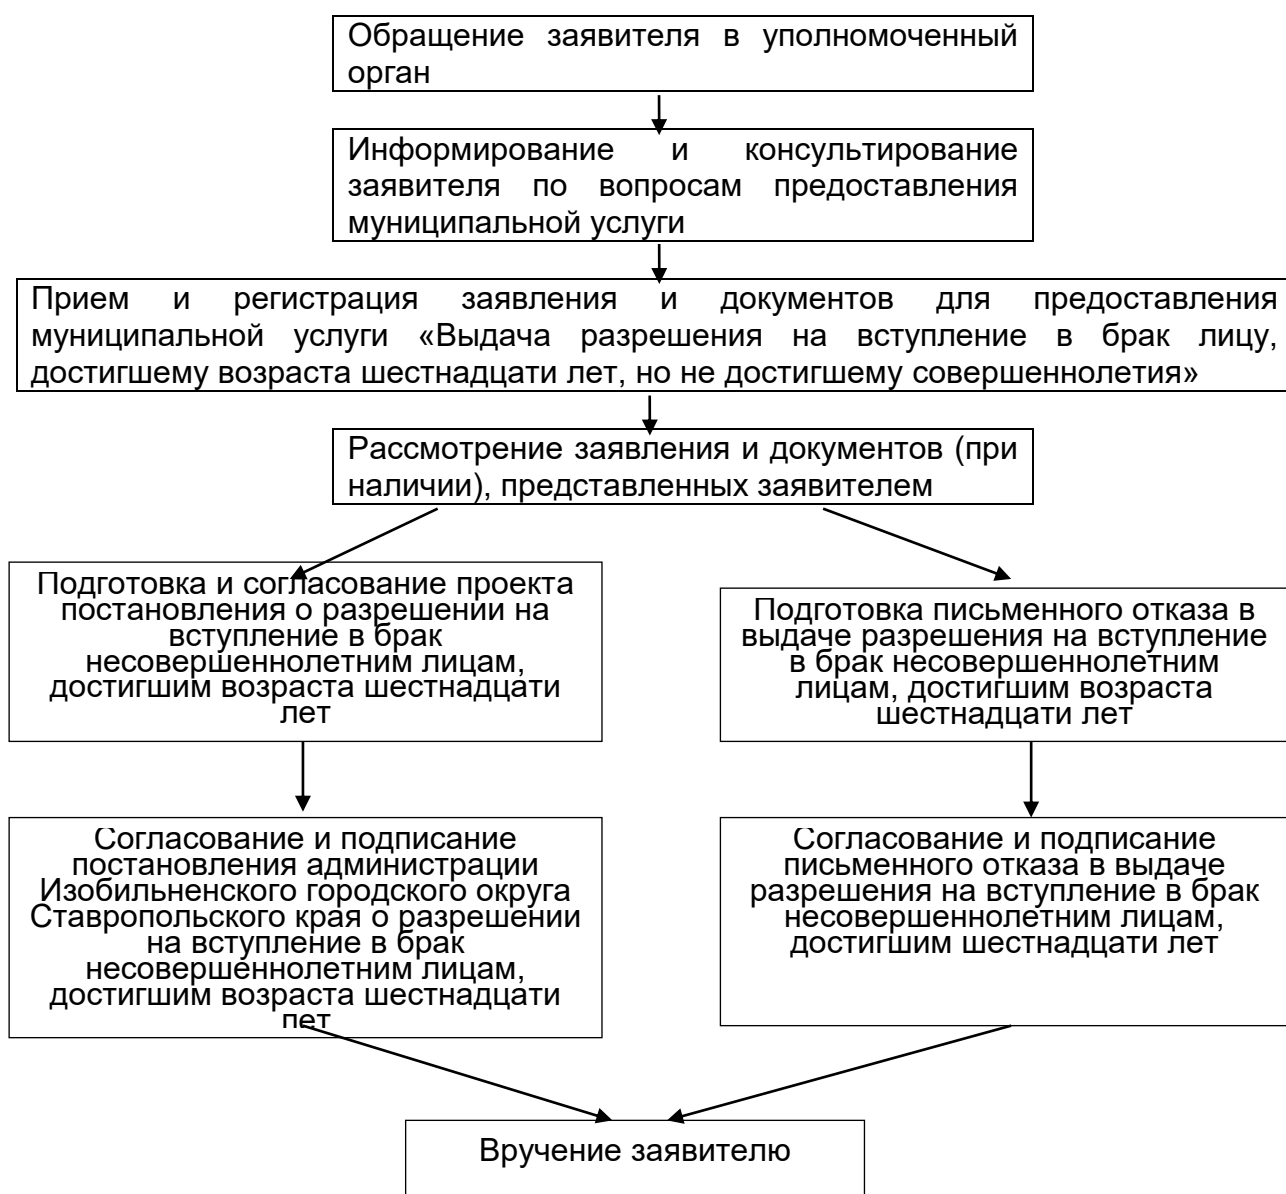 Обращение заявителя в уполномоченный
орган
Информирование и консультирование
заявителя по вопросам предоставления
муниципальной услуги
Прием и регистрация заявления и документов для предоставления
муниципальной услуги «Выдача разрешения на вступление в брак лицу,
достигшему возраста шестнадцати лет, но не достигшему совершеннолетия»
Рассмотрение заявления и документов (при
наличии), представленных заявителем
Подготовка и согласование проекта
постановления о разрешении на
вступление в брак
несовершеннолетним лицам,
достигшим возраста шестнадцати
лет
Подготовка письменного отказа в
выдаче разрешения на вступление
в брак несовершеннолетним
лицам, достигшим возраста
шестнадцати лет
Согласование и подписание
постановления администрации
Изобильненского городского округа
Ставропольского края о разрешении
на вступление в брак
несовершеннолетним лицам,
достигшим возраста шестнадцати
лет
Согласование и подписание
письменного отказа в выдаче
разрешения на вступление в брак
несовершеннолетним лицам,
достигшим шестнадцати лет
Вручение заявителю